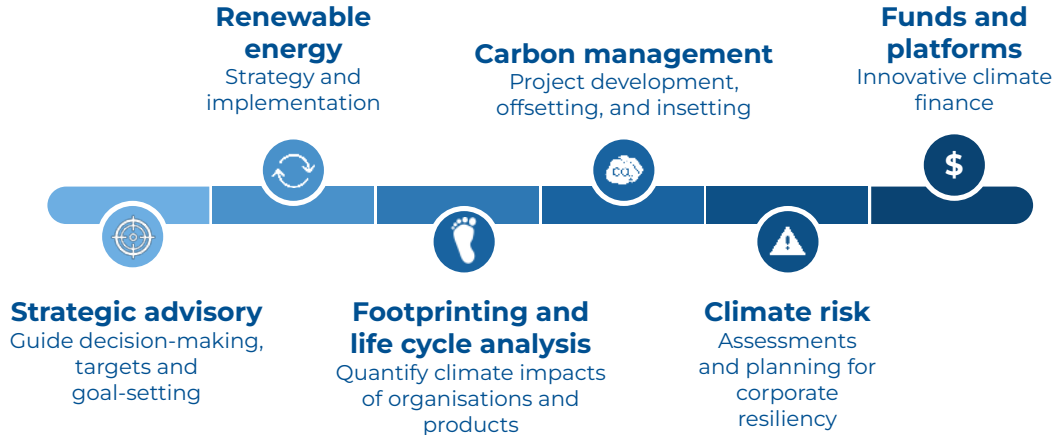 Renewable
energy
Strategy and
implementation
Carbon management
Project development,
offsetting, and insetting
Funds and
platforms
Innovative climate
finance
CO₂
$
Strategic advisory
Guide decision-making,
targets and
goal-setting
Footprinting and
life cycle analysis
Quantify climate impacts
of organisations and
products
Climate risk
Assessments
and planning for
corporate
resiliency